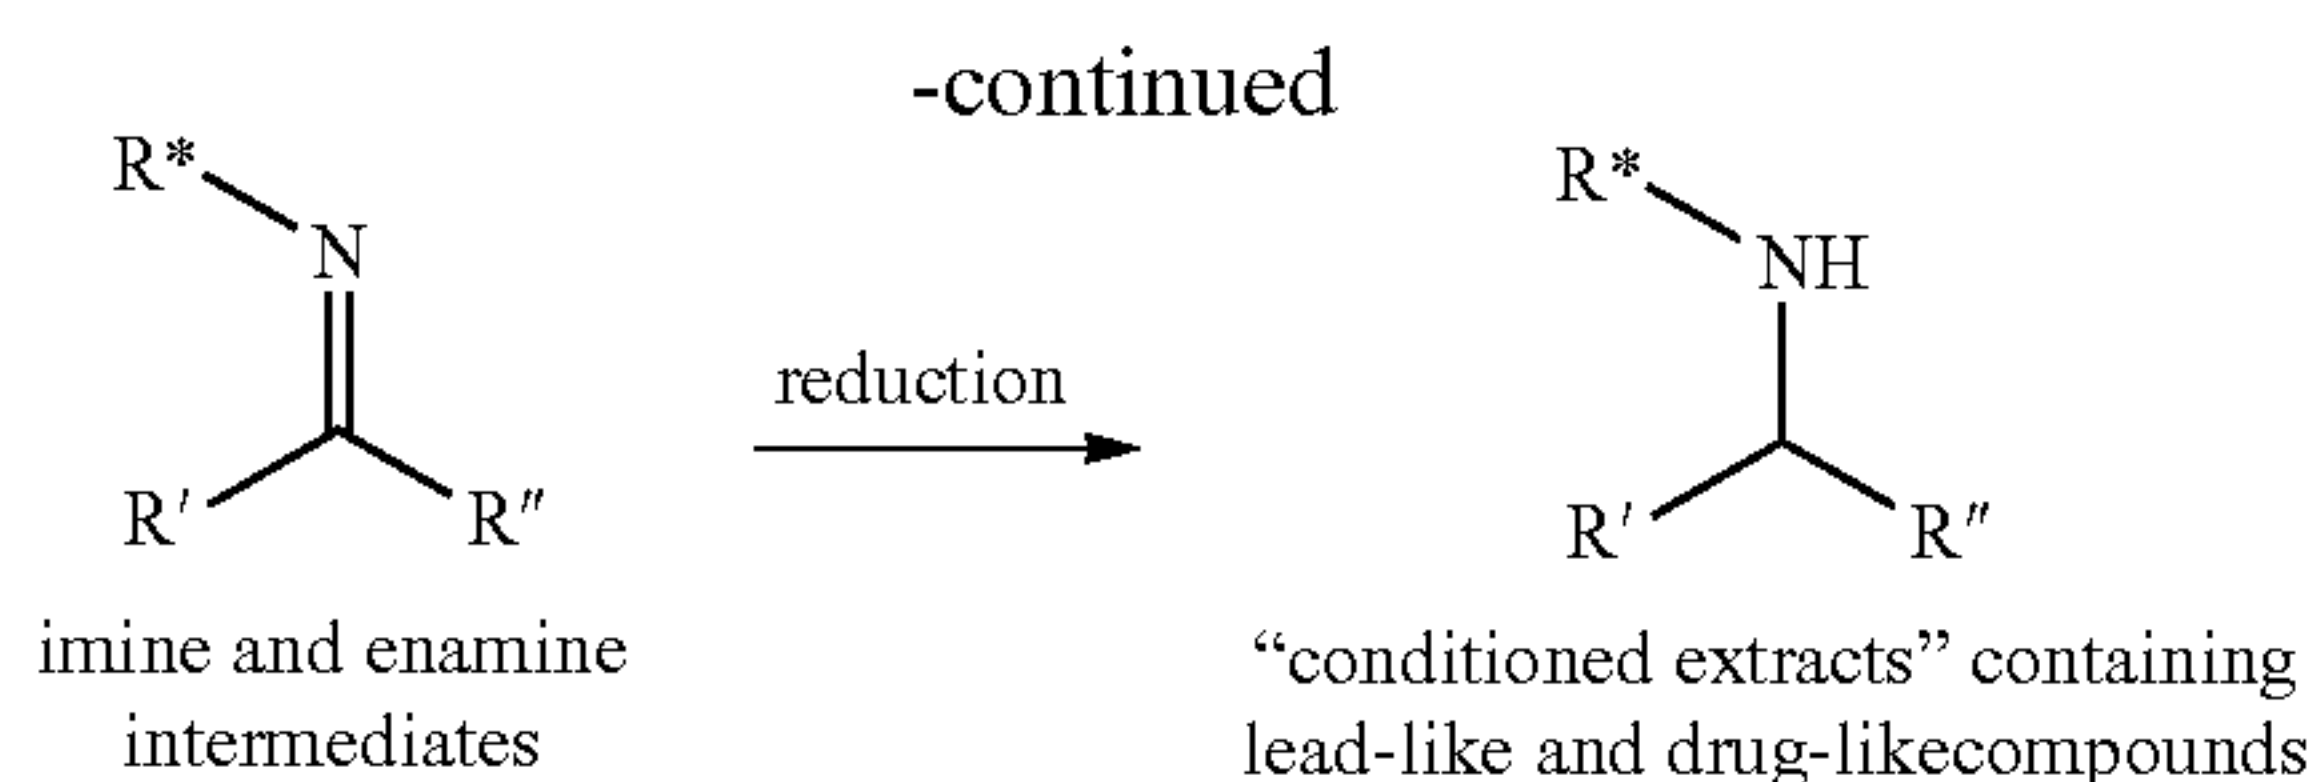 -continued
R*
N
R′
R″
imine and enamine
intermediates
reduction
R*
NH
R′
R″
“conditioned extracts” containing
lead-like and drug-likecompounds